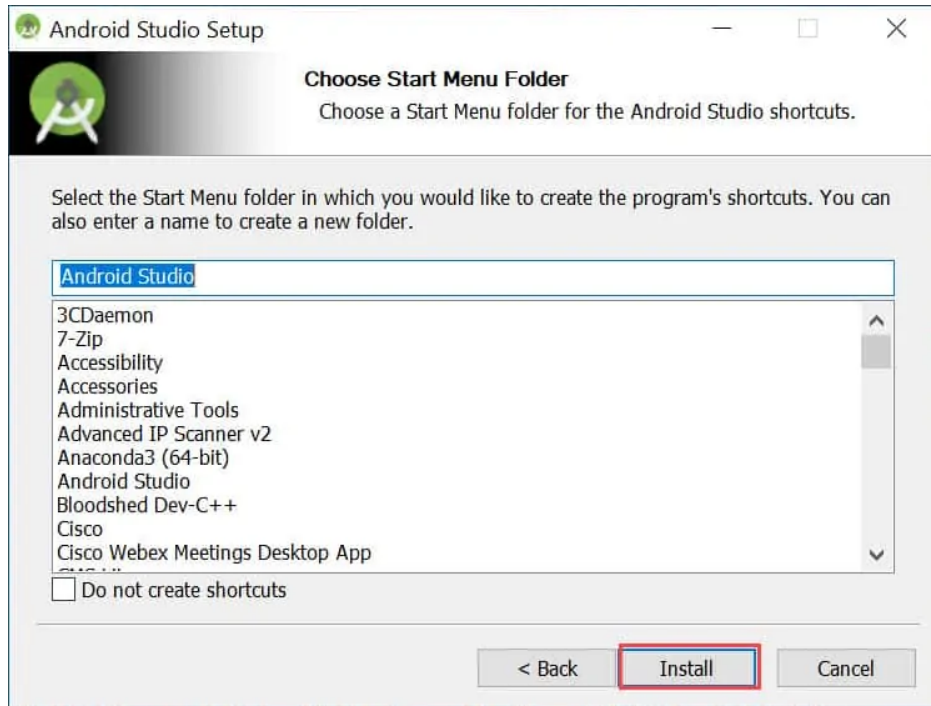 Android Studio Setup
Choose Start Menu Folder
Choose a Start Menu folder for the Android Studio shortcuts.
Select the Start Menu folder in which you would like to create the program's shortcuts. You can
also enter a name to create a new folder.
Android Studio
3CDaemon
7-Zip
Accessibility
Accessories
Administrative Tools
Advanced IP Scanner v2
Anaconda3 (64-bit)
Android Studio
Bloodshed Dev-C++
Cisco
Cisco Webex Meetings Desktop App
Do not create shortcuts
< Back
Install
Cancel